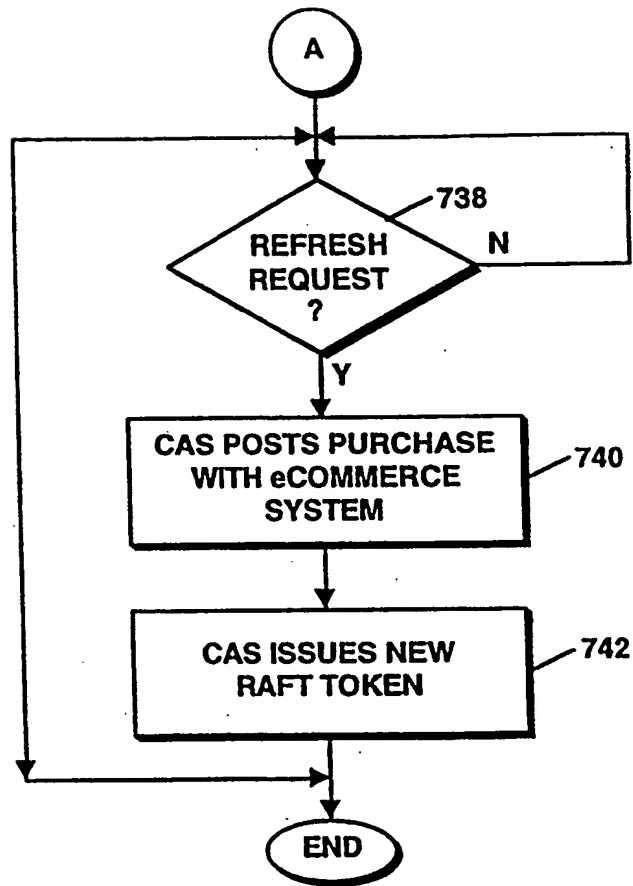 A
738
REFRESH
REQUEST
?
N
Y
CAS POSTS PURCHASE
WITH eCOMMERCE
SYSTEM
740
CAS ISSUES NEW
RAFT TOKEN
742
END